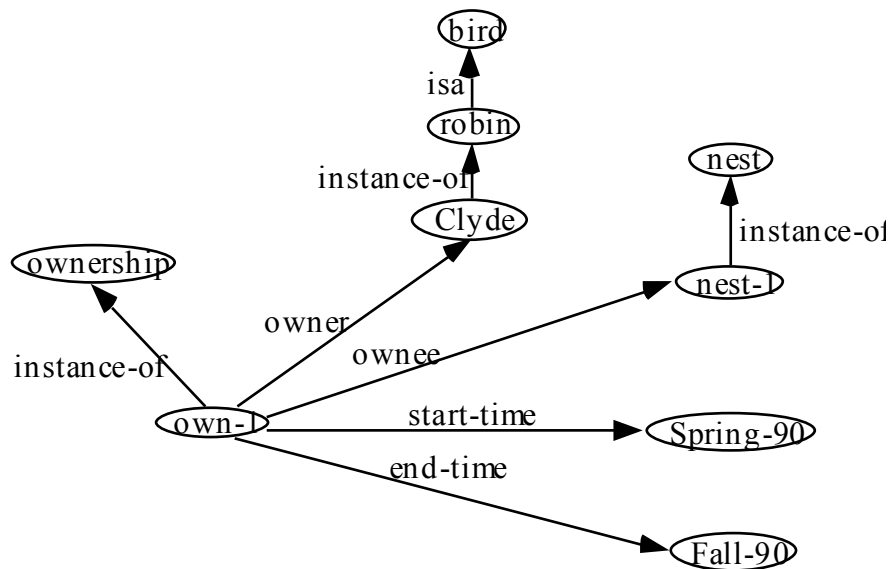 bird
isa
robin
nest
instance-of
Clyde
instance-of
ownership
nest-1
owner
ownee
instance-of
start-time
own-1
Spring-90
end-time
Fall-90